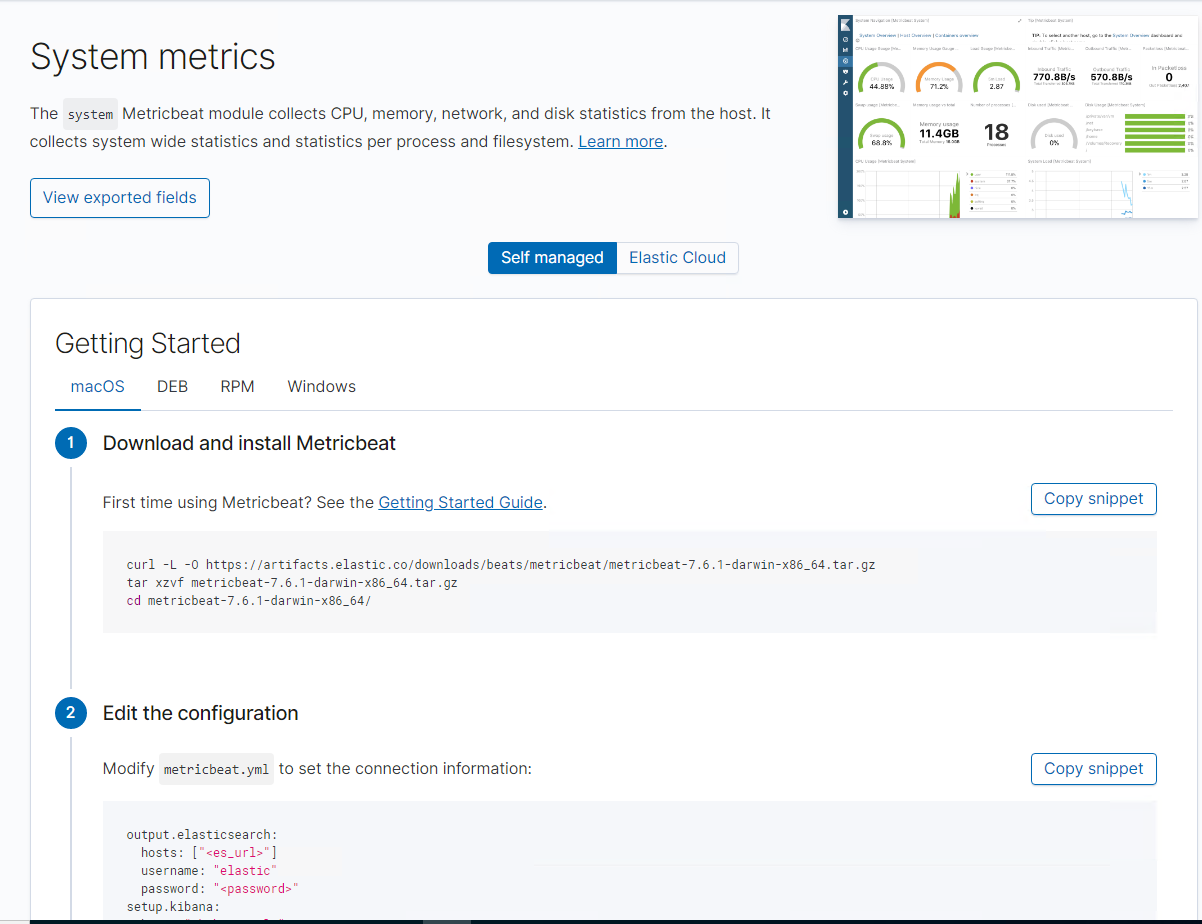 System metrics
The system Metricbeat module collects CPU, memory, network, and disk statistics from the host. It
collects system wide statistics and statistics per process and filesystem. Learn more.
View exported fields
System Overview | Host Overview | Containers overview
CPU Usage
44.88%
Memory Usage
71.2%
2.87
Inbound Traffic
770.8B/s
Outbound Traffic
570.8B/s
In Packetloss
0
Swap usage
68.8%
Memory usage
11.4GB
18
Processes
Disk used
0%
Self managed
Elastic Cloud
Getting Started
macOS DEB RPM Windows
1 Download and install Metricbeat
First time using Metricbeat? See the Getting Started Guide.
Copy snippet
curl -L -O https://artifacts.elastic.co/downloads/beats/metricbeat/metricbeat-7.6.1-darwin-x86_64.tar.gz
tar xzvf metricbeat-7.6.1-darwin-x86_64.tar.gz
cd metricbeat-7.6.1-darwin-x86_64/
2 Edit the configuration
Modify metricbeat.yml to set the connection information:
Copy snippet
output.elasticsearch:
hosts: ["<es_url>"]
username: "elastic"
password: "<password>"
setup.kibana: